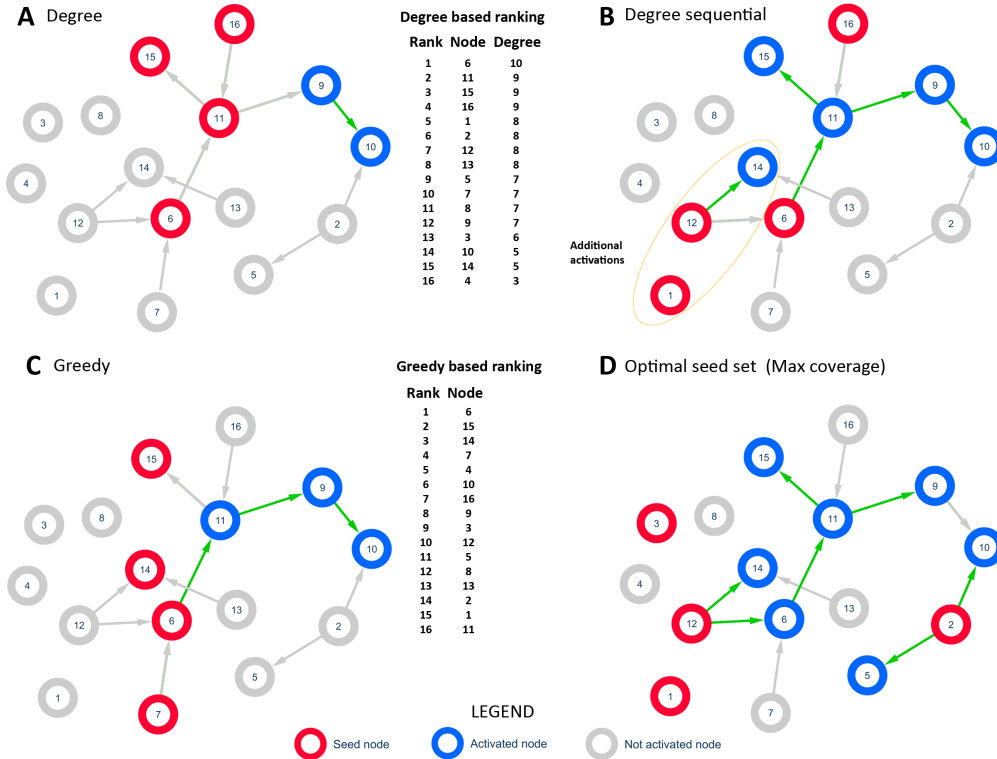 A Degree
16
15
9
11
3
8
10
14
4
13
12
6
2
5
1
7
Degree based ranking
Rank Node Degree
1 6 10
2 11 9
3 15 9
4 16 9
5 1 8
6 2 8
7 12 8
8 13 8
9 5 7
10 7 7
11 8 7
12 9 7
13 3 6
14 10 5
15 14 5
16 4 3
B Degree sequential
16
15
9
11
3
8
10
14
4
13
12
6
2
Additional
activations
5
1
7
C Greedy
16
15
9
11
3
8
10
14
4
13
12
6
2
5
1
7
Greedy based ranking
Rank Node
1 6
2 15
3 14
4 7
5 4
6 10
7 16
8 9
9 3
10 12
11 5
12 8
13 13
14 2
15 1
16 11
D Optimal seed set (Max coverage)
16
15
9
11
3
8
10
14
4
13
12
6
2
5
1
7
LEGEND
Seed node Activated node Not activated node